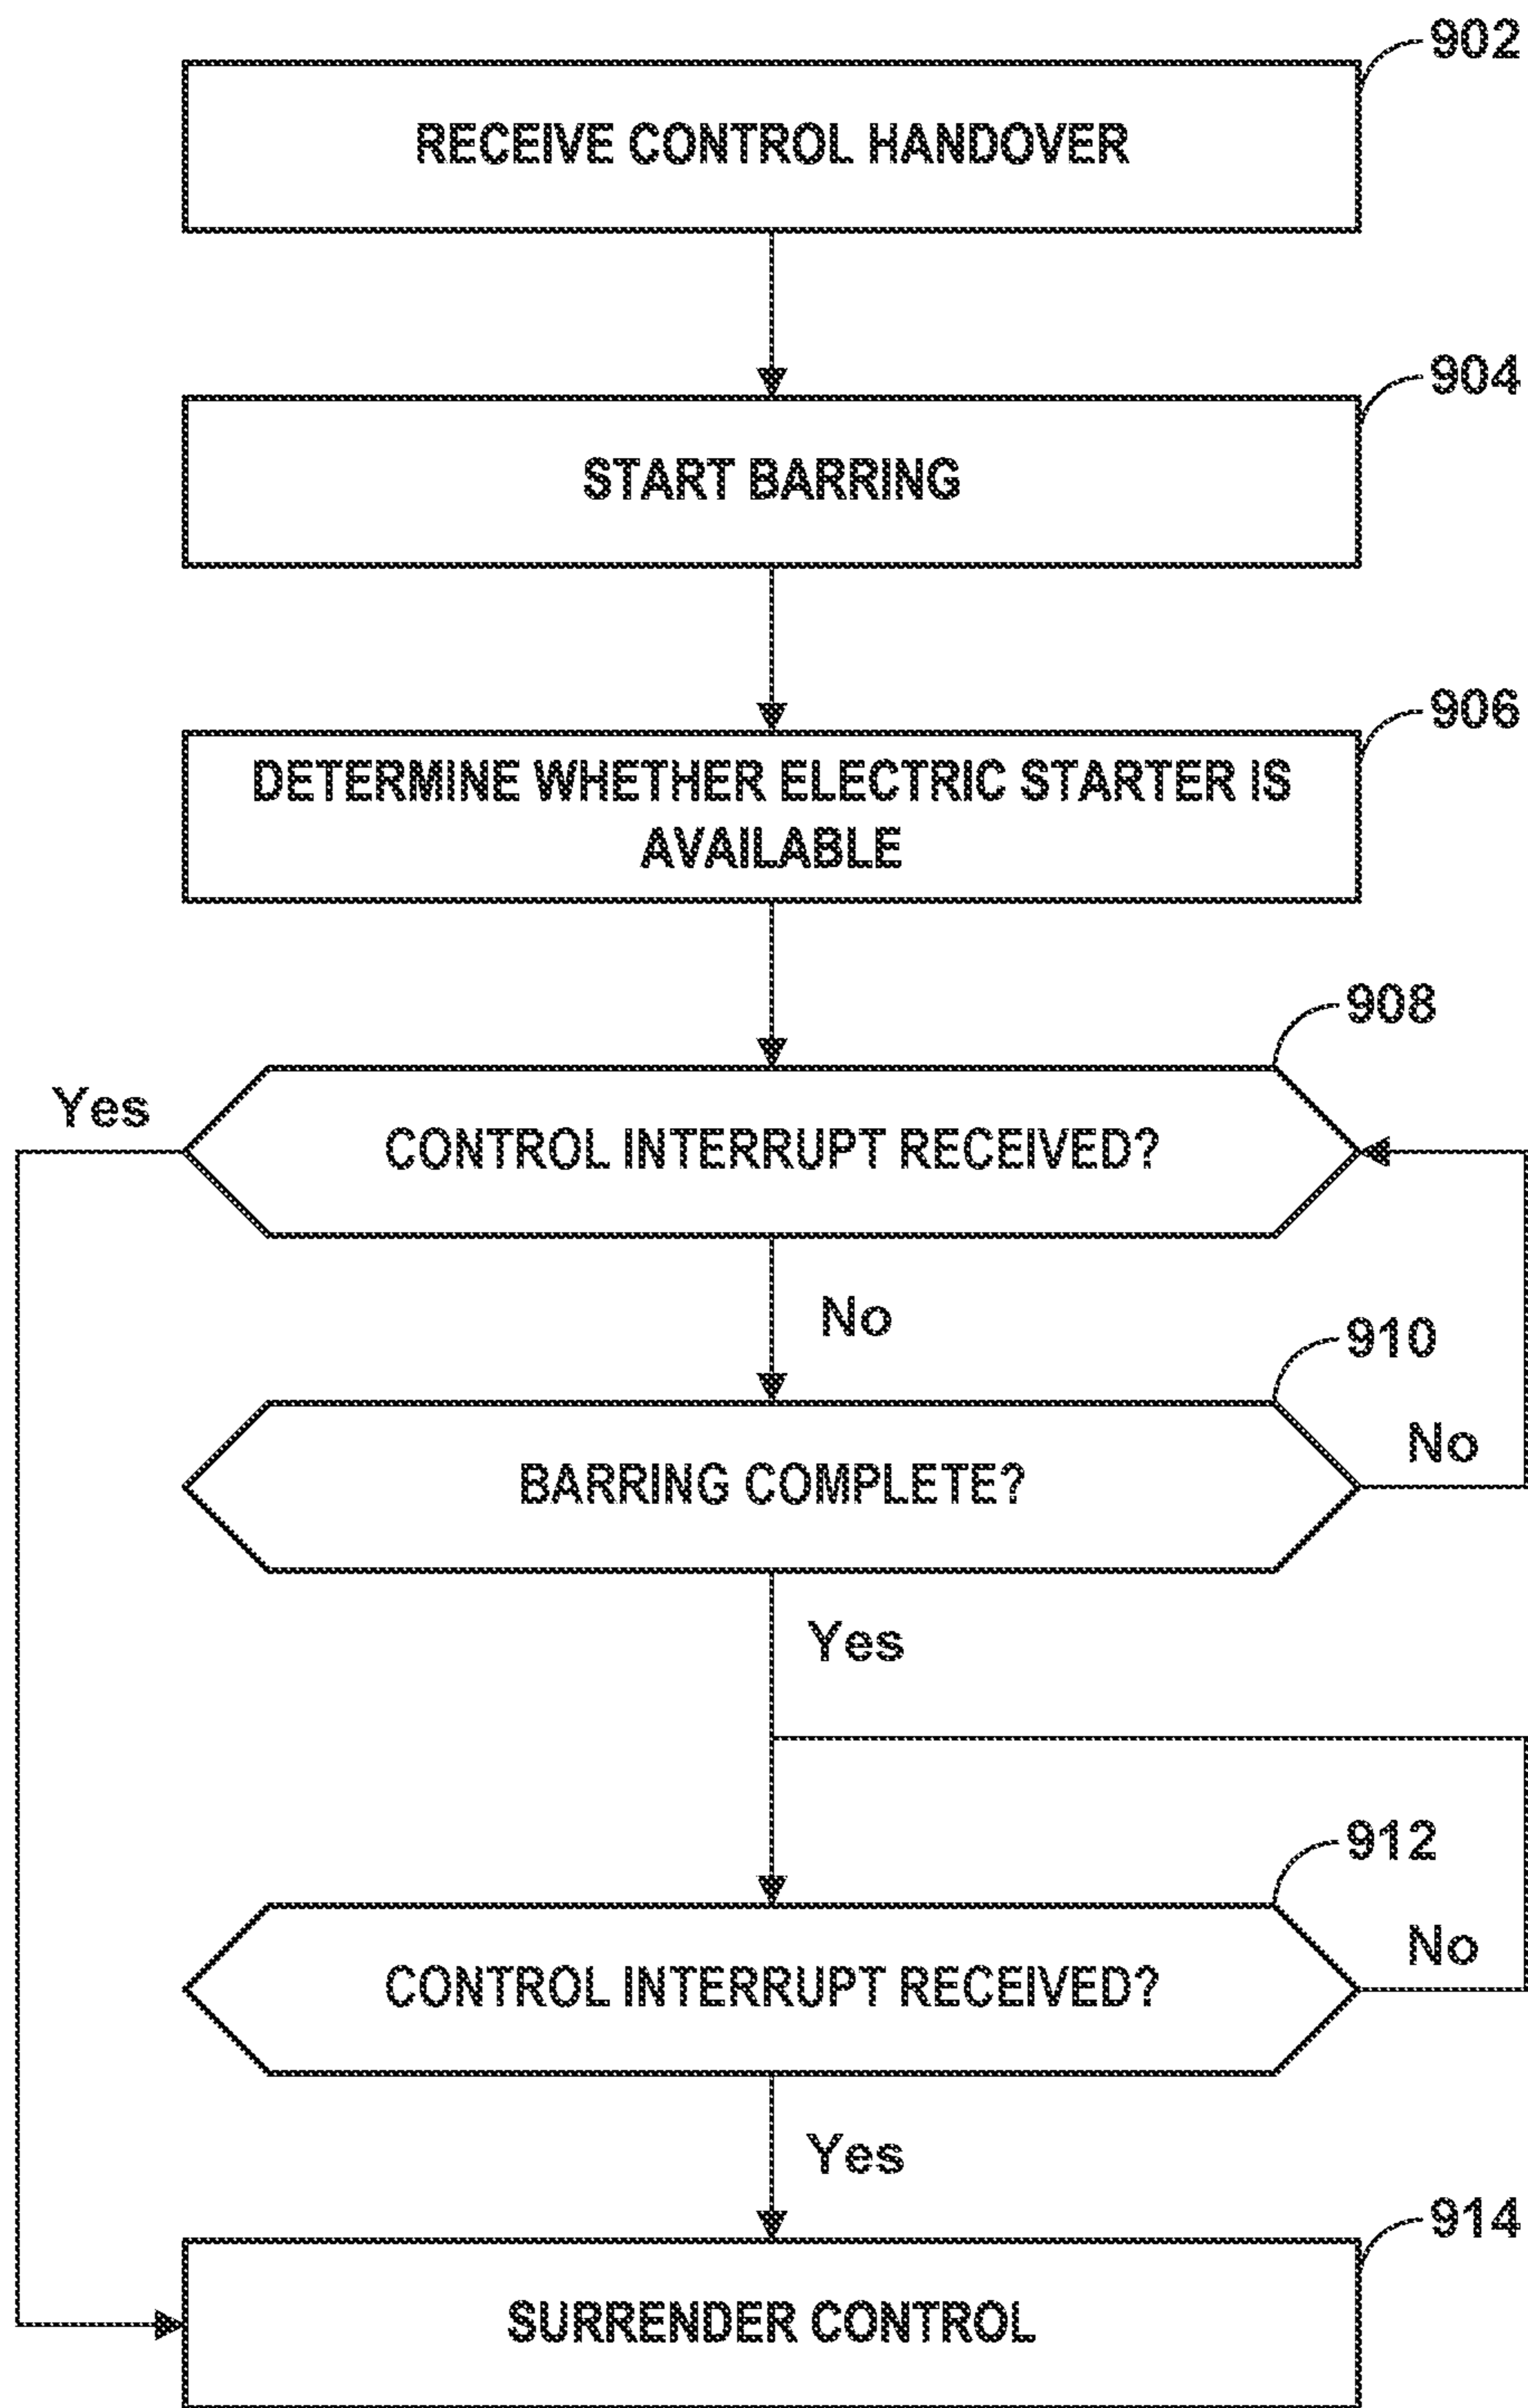 902
RECEIVE CONTROL HANDOVER
904
START BARRING
906
DETERMINE WHETHER ELECTRIC STARTER IS
AVAILABLE
908
Yes
CONTROL INTERRUPT RECEIVED?
No
910
BARRING COMPLETE?
No
Yes
912
CONTROL INTERRUPT RECEIVED?
No
Yes
914
SURRENDER CONTROL